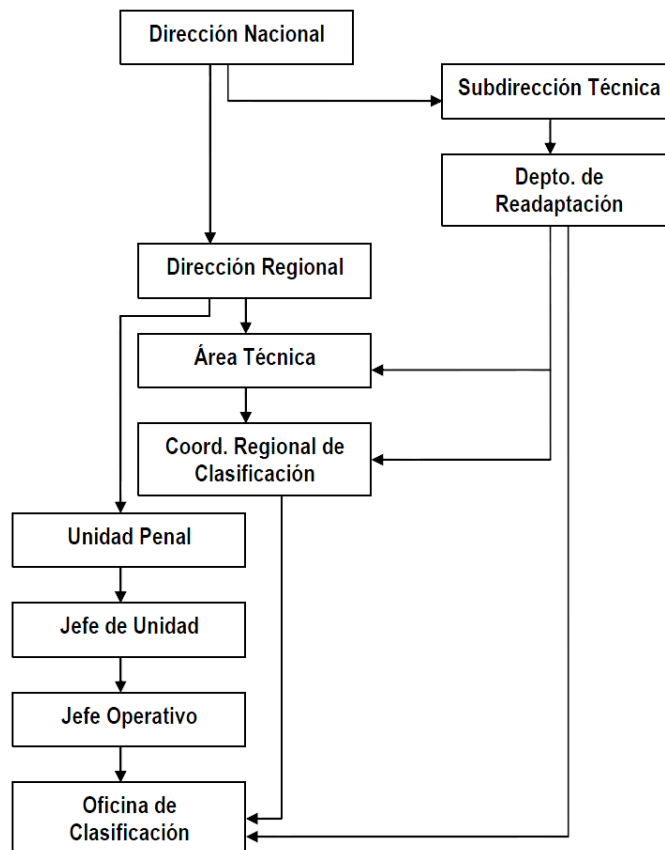 Dirección Nacional
Subdirección Técnica
Depto. de
Readaptación
Dirección Regional
Área Técnica
Coord. Regional de
Clasificación
Unidad Penal
Jefe de Unidad
Jefe Operativo
Oficina de
Clasificación